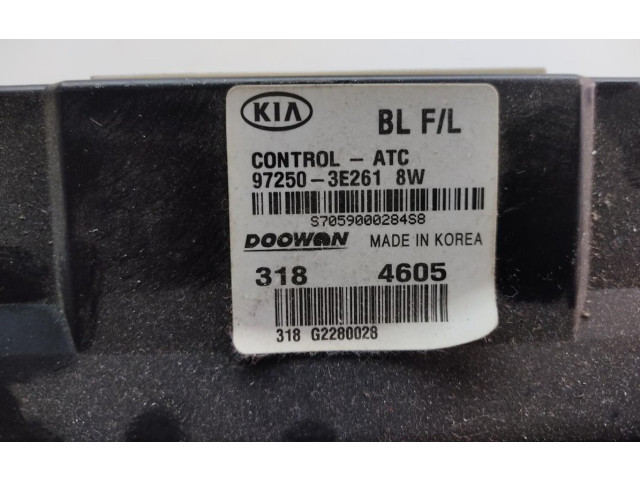 KIA BL F/L
CONTROL - ATC
97250-3E261 8W
S7059000284S8
DOOWON MADE IN KOREA
318 4605
318 G2280028